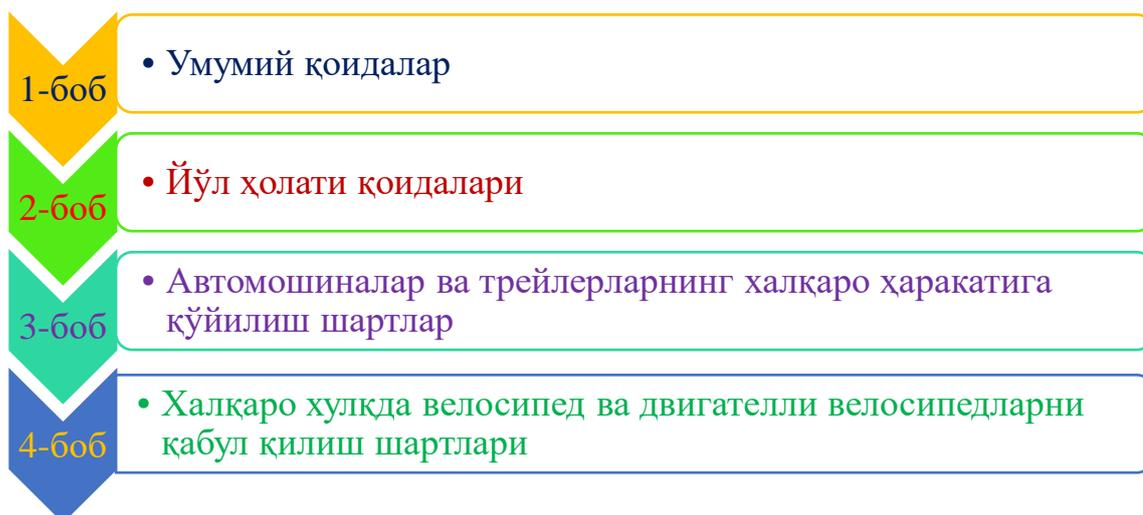 1-боб
• Умумий қоидалар
2-боб
• Йўл ҳолати қоидалари
3-боб
• Автомошиналар ва трейлерларнинг халқаро ҳаракатига
қўйилиш шартлар
4-боб
• Халқаро хулқда велосипед ва двигателли велосипедларни
қабул қилиш шартлари